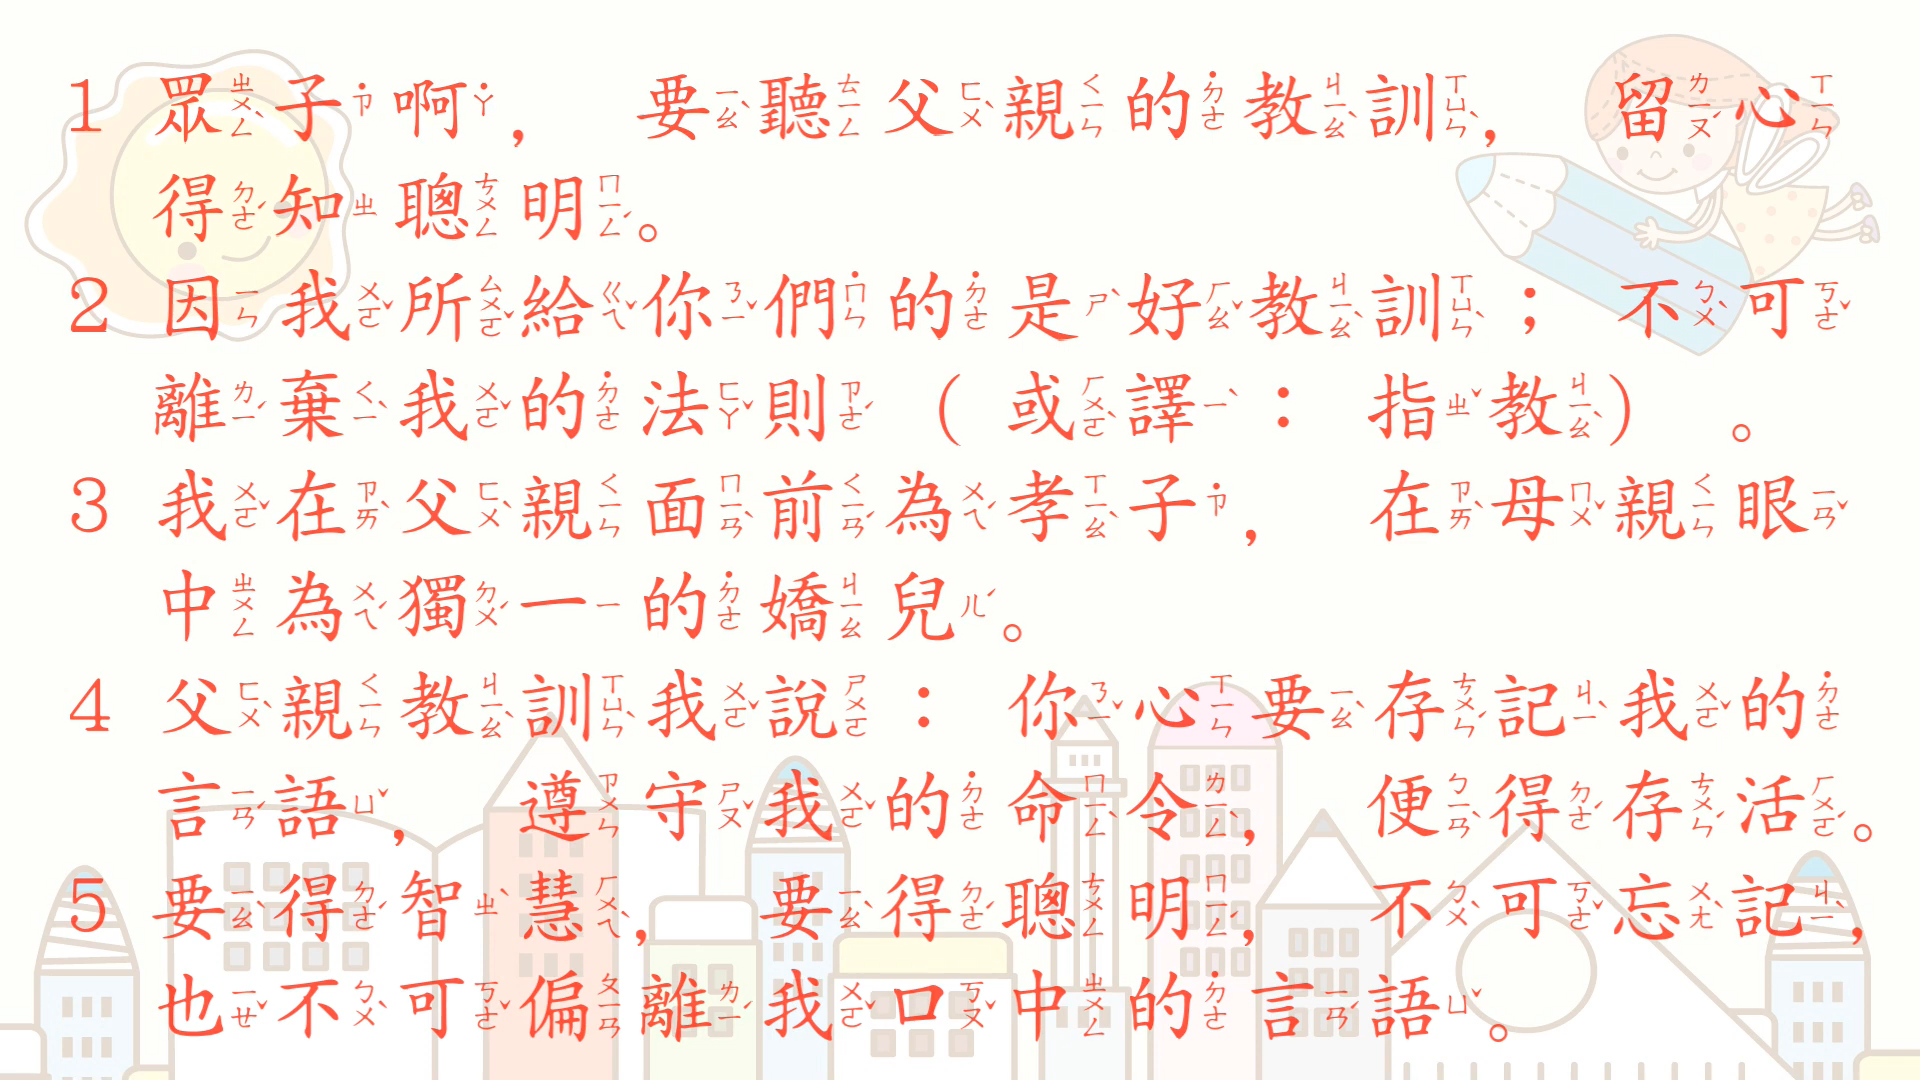 1 眾子啊， 要聽父親的教訓， 留心
得知聰明。
2 因我所給你們的是好教訓； 不可
離棄我的法則（或譯：指教）。
3 我在父親面前為孝子， 在母親眼
中為獨一的嬌兒。
4 父親教訓我說：你心要存記我的
言語， 遵守我的命令， 便得存活。
5 要得智慧， 要得聰明， 不可忘記，
也不可偏離我口中的言語。